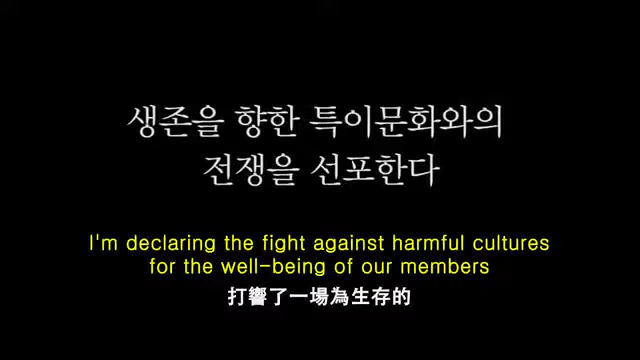 생존을 향한 특이문화와의
전쟁을 선포한다
I'm declaring the fight against harmful cultures
for the well-being of our members
打響了一場為生存的